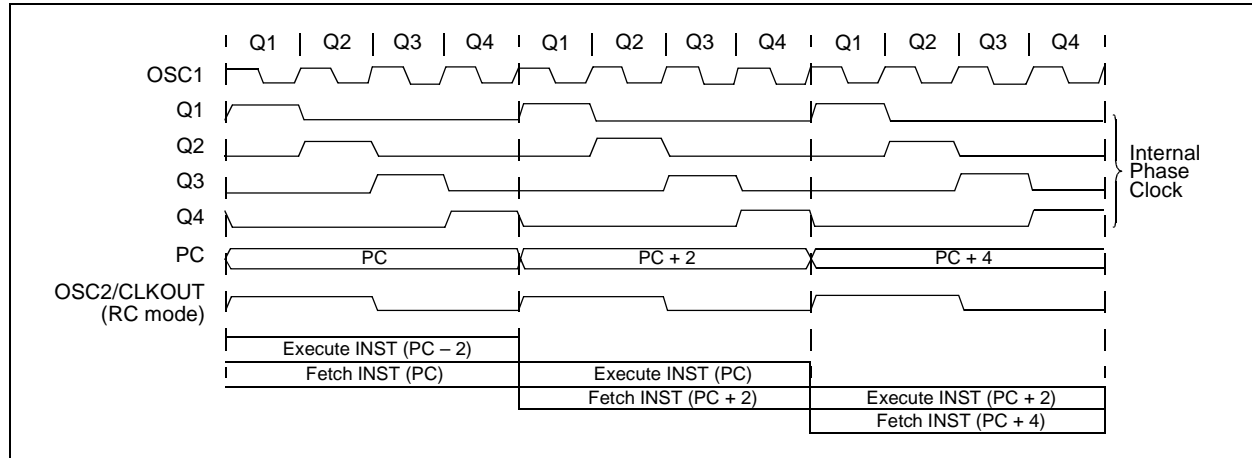 Q1 Q2 Q3 Q4 Q1 Q2 Q3 Q4 Q1 Q2 Q3 Q4
OSC1
Q1
Q2
Q3
Q4
Internal
Phase
Clock
PC PC PC + 2 PC + 4
OSC2/CLKOUT
(RC mode)
Execute INST (PC – 2)
Fetch INST (PC) Execute INST (PC)
Fetch INST (PC + 2) Execute INST (PC + 2)
Fetch INST (PC + 4)